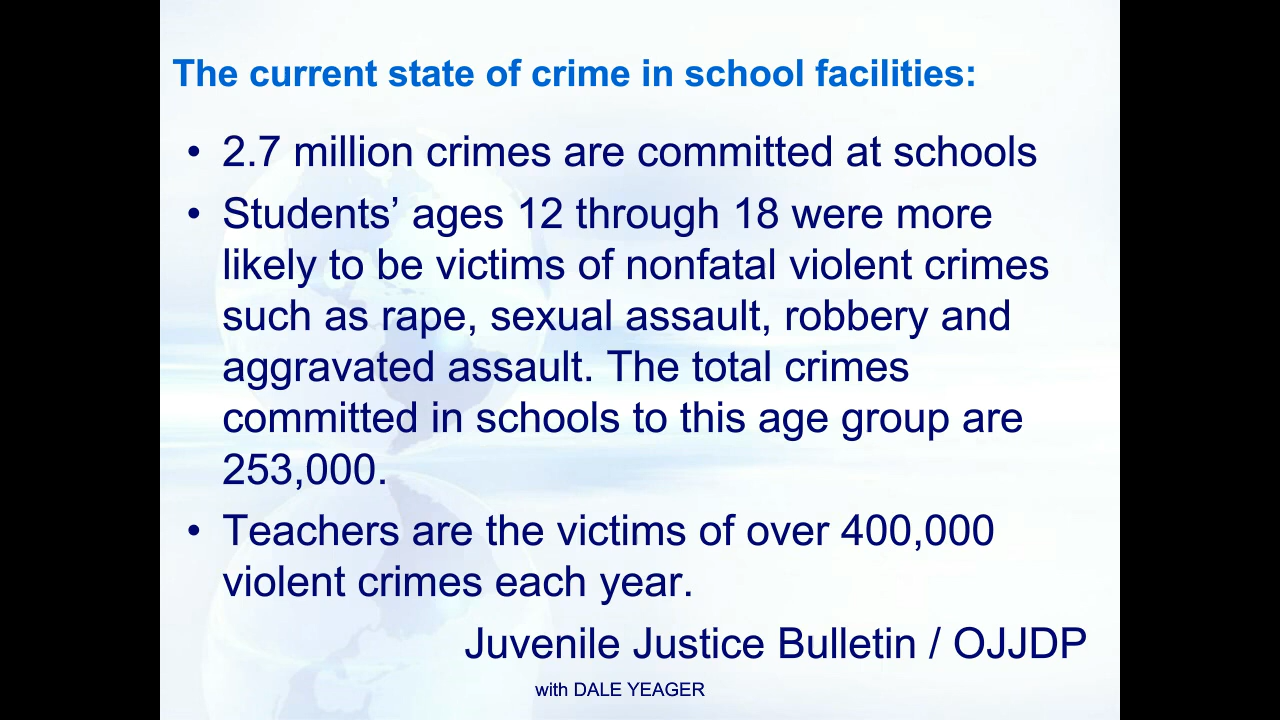 The current state of crime in school facilities:
• 2.7 million crimes are committed at schools
• Students’ ages 12 through 18 were more
likely to be victims of nonfatal violent crimes
such as rape, sexual assault, robbery and
aggravated assault. The total crimes
committed in schools to this age group are
253,000.
• Teachers are the victims of over 400,000
violent crimes each year.
Juvenile Justice Bulletin / OJJDP
with DALE YEAGER